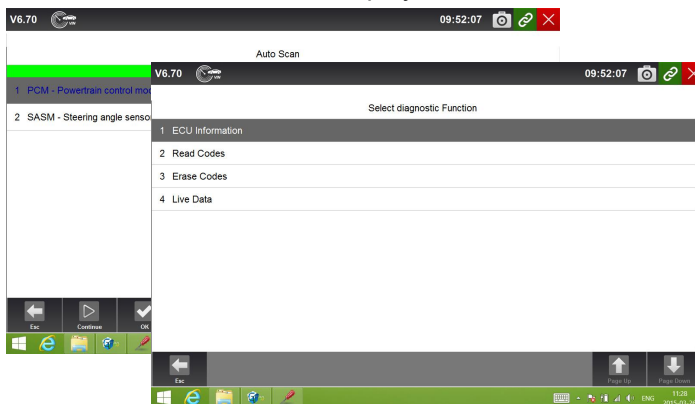 V6.70 VIN 09:52:07
Auto Scan
1 PCM - Powertrain control
2 SASM - Steering angle
Esc Continue OK
V6.70 VIN 09:52:07
Select diagnostic Function
1 ECU Information
2 Read Codes
3 Erase Codes
4 Live Data
Esc Page Up Page Down
ENG 11:28